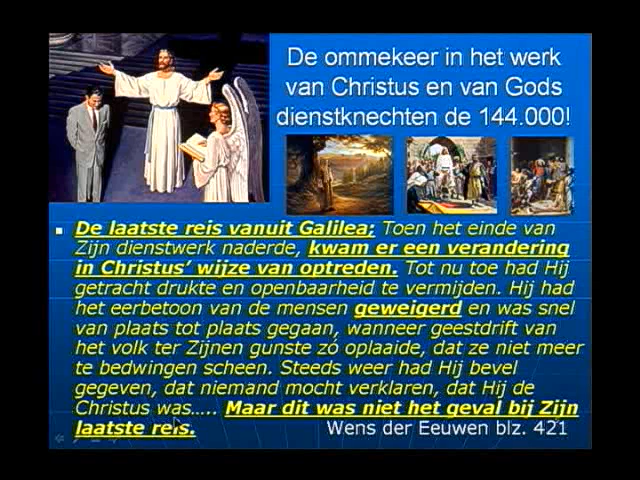 De ommekeer in het werk
van Christus en van Gods
dienstknechten de 144.000!
De laatste reis vanuit Galilea; Toen het einde van
Zijn dienstwerk naderde, kwam er een verandering
in Christus’ wijze van optreden. Tot nu toe had Hij
getracht drukte en openbaarheid te vermijden. Hij had
het eerbetoon van de mensen geweigerd en was snel
van plaats tot plaats gegaan, wanneer geestdrift van
het volk ter Zijnen gunste zó oplaaide, dat ze niet meer
te bedwingen scheen. Steeds weer had Hij bevel
gegeven, dat niemand mocht verklaren, dat Hij de
Christus was….. Maar dit was niet het geval bij Zijn
laatste reis. Wens der Eeuwen blz. 421